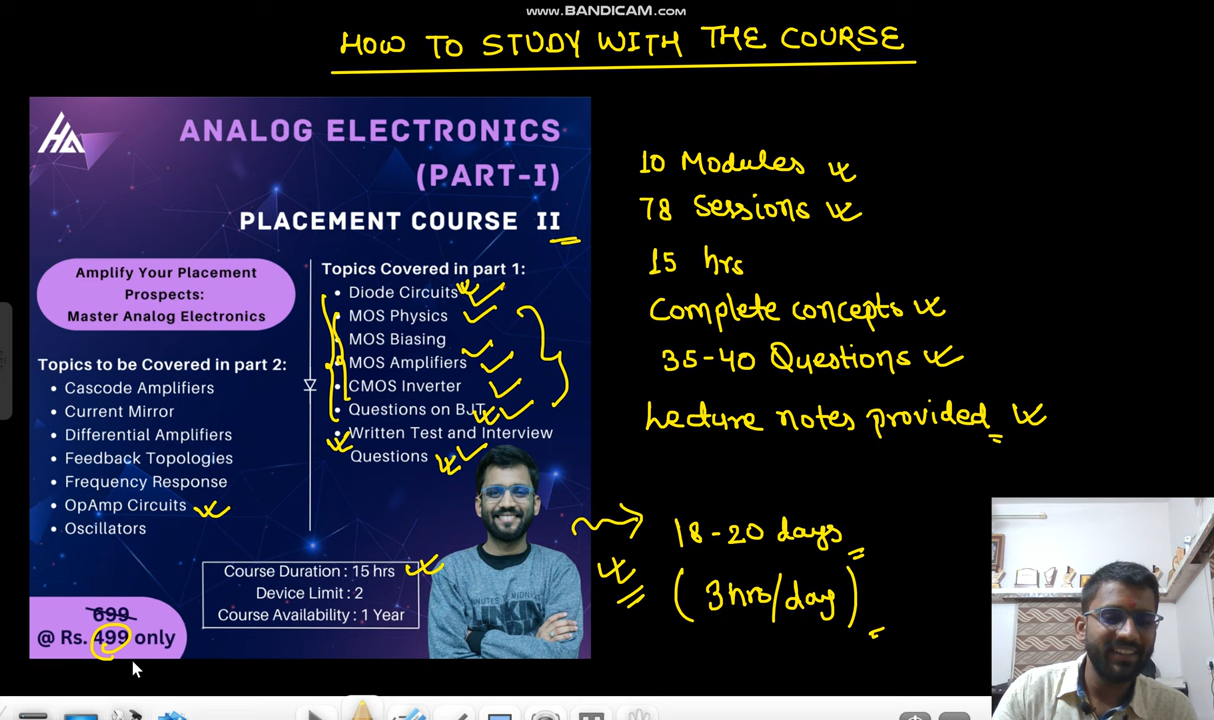 www.BANDICAM.com
HOW TO STUDY WITH THE COURSE
HA
ANALOG ELECTRONICS
(PART-I)
PLACEMENT COURSE II
Amplify Your Placement
Prospects:
Master Analog Electronics
Topics to be Covered in part 2:
• Cascode Amplifiers
• Current Mirror
• Differential Amplifiers
• Feedback Topologies
• Frequency Response
• OpAmp Circuits
• Oscillators
Topics Covered in part 1:
• Diode Circuits
• MOS Physics
• MOS Biasing
• MOS Amplifiers
• CMOS Inverter
• Questions on BJT
• Written Test and Interview
Questions
Course Duration : 15 hrs
Device Limit : 2
Course Availability : 1 Year
699
@ Rs. 499 only
10 Modules
78 Sessions
15 hrs
Complete concepts
35-40 Questions
Lecture notes provided
18-20 days
(3hrs/day)